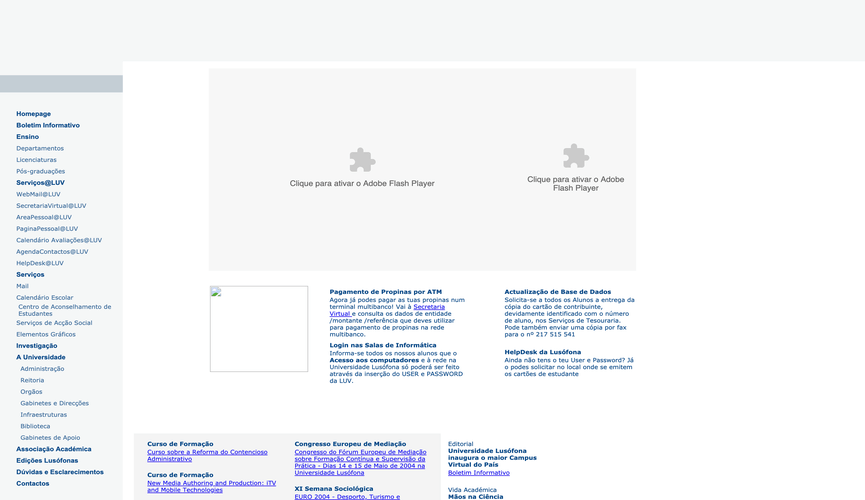 Homepage
Boletim Informativo
Ensino
Departamentos
Licenciaturas
Pós-graduações
Serviços@LUV
WebMail@LUV
SecretariaVirtual@LUV
AreaPessoal@LUV
PaginaPessoal@LUV
Calendário Avaliações@LUV
AgendaContactos@LUV
HelpDesk@LUV
Serviços
Mail
Calendário Escolar
Centro de Aconselhamento de
Estudantes
Serviços de Acção Social
Elementos Gráficos
Investigação
A Universidade
Administração
Reitoria
Orgãos
Gabinetes e Direcções
Infraestruturas
Biblioteca
Gabinetes de Apoio
Associação Académica
Edições Lusófonas
Dúvidas e Esclarecimentos
Contactos
Clique para ativar o Adobe Flash Player
Clique para ativar o Adobe
Flash Player
Pagamento de Propinas por ATM
Agora já podes pagar as tuas propinas num
terminal multibanco! Vai à Secretaria
Virtual e consulta os dados de entidade
/montante /referência que deves utilizar
para pagamento de propinas na rede
multibanco.
Login nas Salas de Informática
Informa-se todos os nossos alunos que o
Acesso aos computadores e à rede na
Universidade Lusófona só poderá ser feito
através da inserção do USER e PASSWORD
da LUV.
Actualização de Base de Dados
Solicita-se a todos os Alunos a entrega da
cópia do cartão de contribuinte,
devidamente identificado com o número
de aluno, nos Serviços de Tesouraria.
Pode também enviar uma cópia por fax
para o nº 217 515 541
HelpDesk da Lusófona
Ainda não tens o teu User e Password? Já
o podes solicitar no local onde se emitem
os cartões de estudante
Curso de Formação
Curso sobre a Reforma do Contencioso
Administrativo
Curso de Formação
New Media Authoring and Production: ITV
and Mobile Technologies
Congresso Europeu de Mediação
Congresso do Fórum Europeu de Mediação
sobre Formação Contínua e Supervisão da
Prática - Dias 14 e 15 de Maio de 2004 na
Universidade Lusófona
XI Semana Sociológica
EURO 2004 - Desporto, Turismo e
Editorial
Universidade Lusófona
inaugura o maior Campus
Virtual do País
Boletim Informativo
Vida Académica
Mãos na Ciência